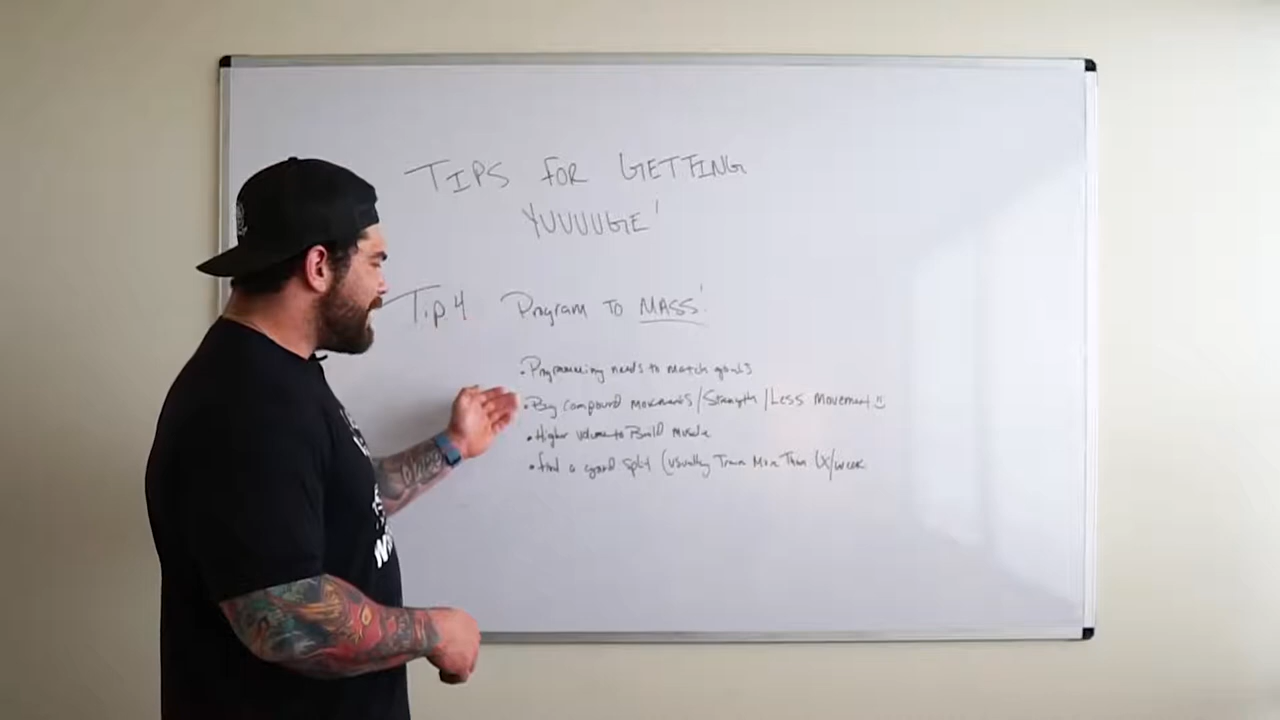 TIPS FOR GETTING
YUUUUGE!
Tip 4 Program TO MASS!
• Programming needs to match goals
• Big compound movements/Strength/Less Movement
• Higher volume to Build muscle
• Find a good split (usually Train More Than 1X/week